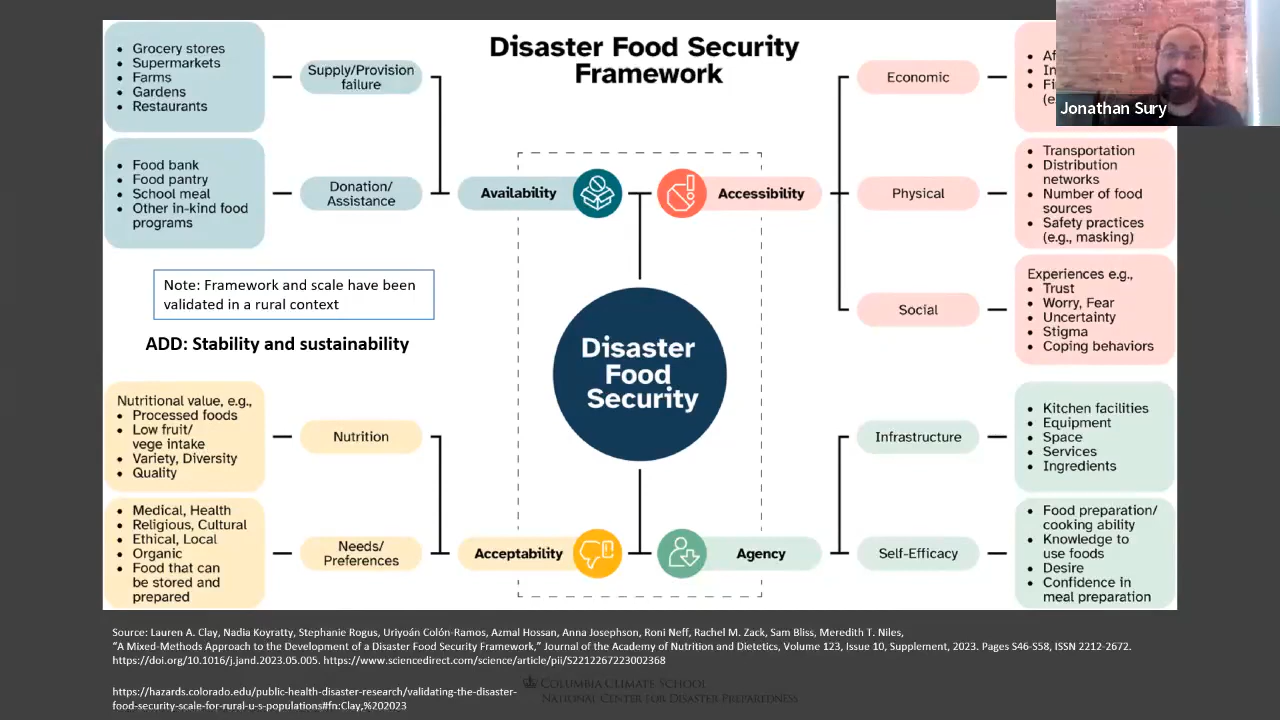 Disaster Food Security
Framework
• Grocery stores
• Supermarkets
• Farms
• Gardens
• Restaurants
Supply/Provision
failure
• Food bank
• Food pantry
• School meal
• Other in-kind food
programs
Donation/
Assistance
Availability
Accessibility
Economic
Jonathan Sury
Physical
• Transportation
• Distribution
networks
• Number of food
sources
• Safety practices
(e.g., masking)
Social
Experiences e.g.,
• Trust
• Worry, Fear
• Uncertainty
• Stigma
• Coping behaviors
Note: Framework and scale have been
validated in a rural context
ADD: Stability and sustainability
Disaster
Food
Security
Nutritional value, e.g.,
• Processed foods
• Low fruit/
vege intake
• Variety, Diversity
• Quality
Nutrition
• Medical, Health
• Religious, Cultural
• Ethical, Local
• Organic
• Food that can
be stored and
prepared
Needs/
Preferences
Acceptability
Agency
Infrastructure
• Kitchen facilities
• Equipment
• Space
• Services
• Ingredients
Self-Efficacy
• Food preparation/
cooking ability
• Knowledge to
use foods
• Desire
• Confidence in
meal preparation
Source: Lauren A. Clay, Nadia Koyratty, Stephanie Rogus, Uriyoán Colón-Ramos, Azmal Hossan, Anna Josephson, Roni Neff, Rachel M. Zack, Sam Bliss, Meredith T. Niles,
“A Mixed-Methods Approach to the Development of a Disaster Food Security Framework,” Journal of the Academy of Nutrition and Dietetics, Volume 123, Issue 10, Supplement, 2023. Pages S46-S58, ISSN 2212-2672.
https://doi.org/10.1016/j.jand.2023.05.005. https://www.sciencedirect.com/science/article/pii/S2212267223002368
COLUMBIA CLIMATE SCHOOL
NATIONAL CENTER FOR DISASTER PREPAREDNESS
https://hazards.colorado.edu/public-health-disaster-research/validating-the-disaster-
food-security-scale-for-rural-u-s-populations#fn:Clay,%202023